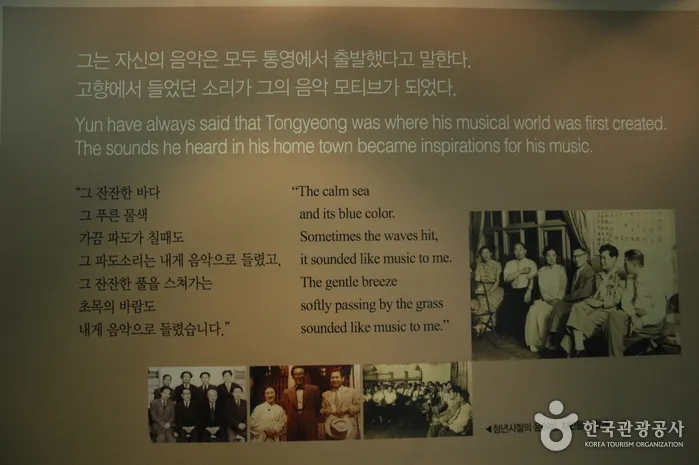 그는 자신의 음악은 모두 통영에서 출발했다고 말한다.
고향에서 들었던 소리가 그의 음악 모티브가 되었다.
Yun have always said that Tongyeong was where his musical world was first created.
The sounds he heard in his home town became inspirations for his music.
“그 잔잔한 바다
그 푸른 물색
가끔 파도가 칠때도
그 파도소리는 내게 음악으로 들렸고,
그 잔잔한 풀을 스쳐가는
초목의 바람도
내게 음악으로 들렸습니다.”
“The calm sea
and its blue color.
Sometimes the waves hit,
it sounded like music to me.
The gentle breeze
softly passing by the grass
sounded like music to me.”
◀청년시절의
한국관광공사
KOREA TOURISM ORGANIZATION